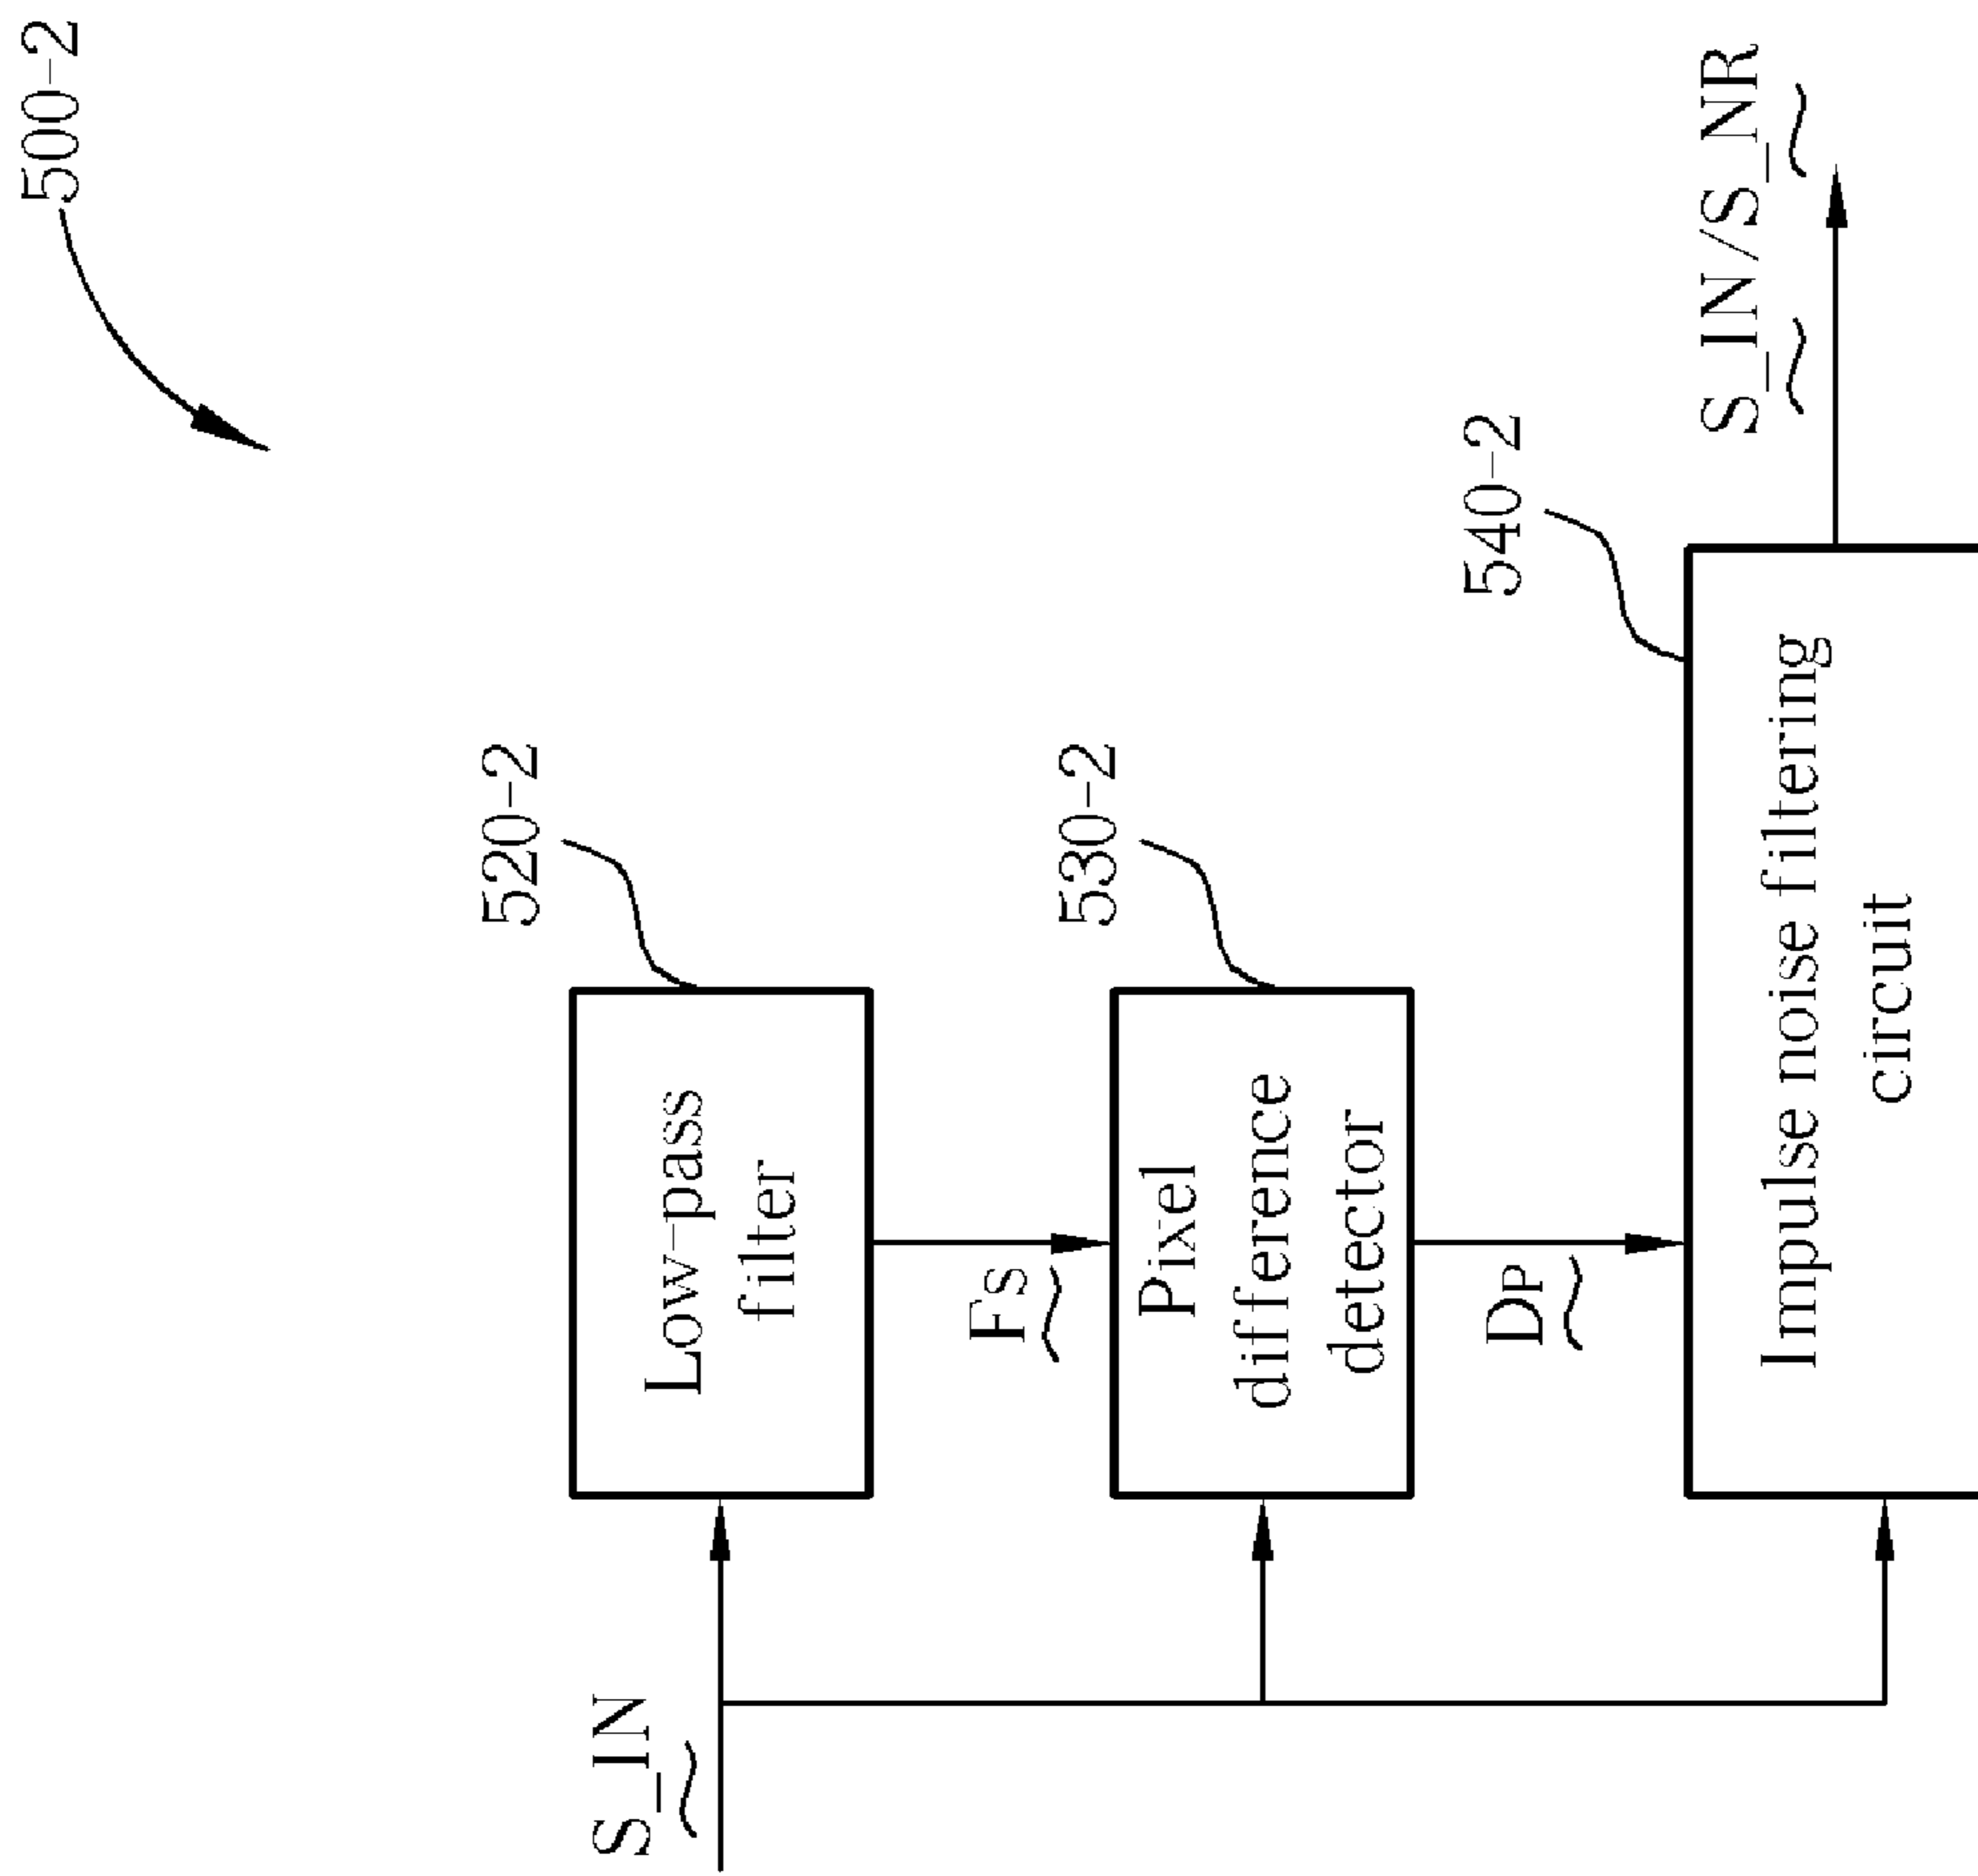 500-2
S_IN
520-2
Low-pass
filter
Fs
530-2
Pixel
difference
detector
DP
540-2
Impulse noise filtering
circuit
S_IN/S_NR